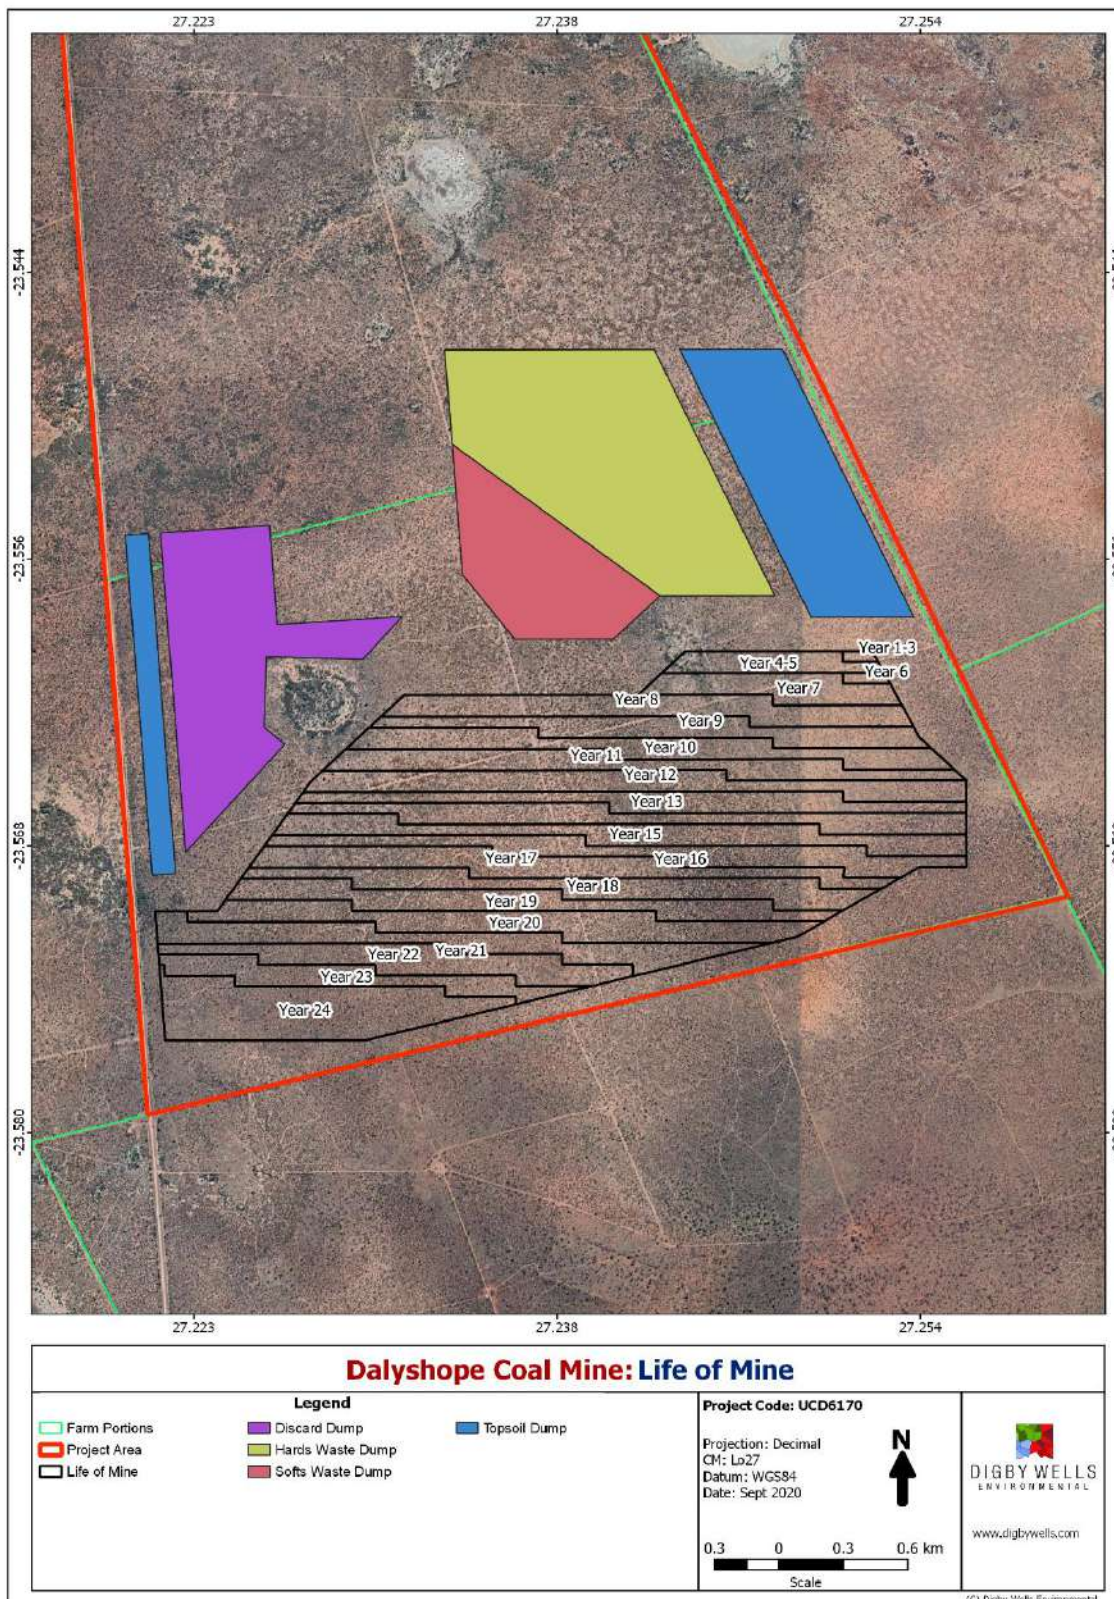 27.223 27.238 27.254
-23.544
-23.556
-23.568
-23.580
Year 1-3
Year 4-5
Year 6
Year 7
Year 8
Year 9
Year 10
Year 11
Year 12
Year 13
Year 15
Year 16
Year 17
Year 18
Year 19
Year 20
Year 21
Year 22
Year 23
Year 24
27.223 27.238 27.254
Dalyshope Coal Mine: Life of Mine
Legend
Farm Portions
Project Area
Life of Mine
Discard Dump
Hards Waste Dump
Softs Waste Dump
Topsoil Dump
Project Code: UCD6170
Projection: Decimal
CM: Lo27
Datum: WGS84
Date: Sept 2020
N
0.3 0 0.3 0.6 km
Scale
DIGBY WELLS
ENVIRONMENTAL
www.digbywells.com
(C) Digby Wells Environmental